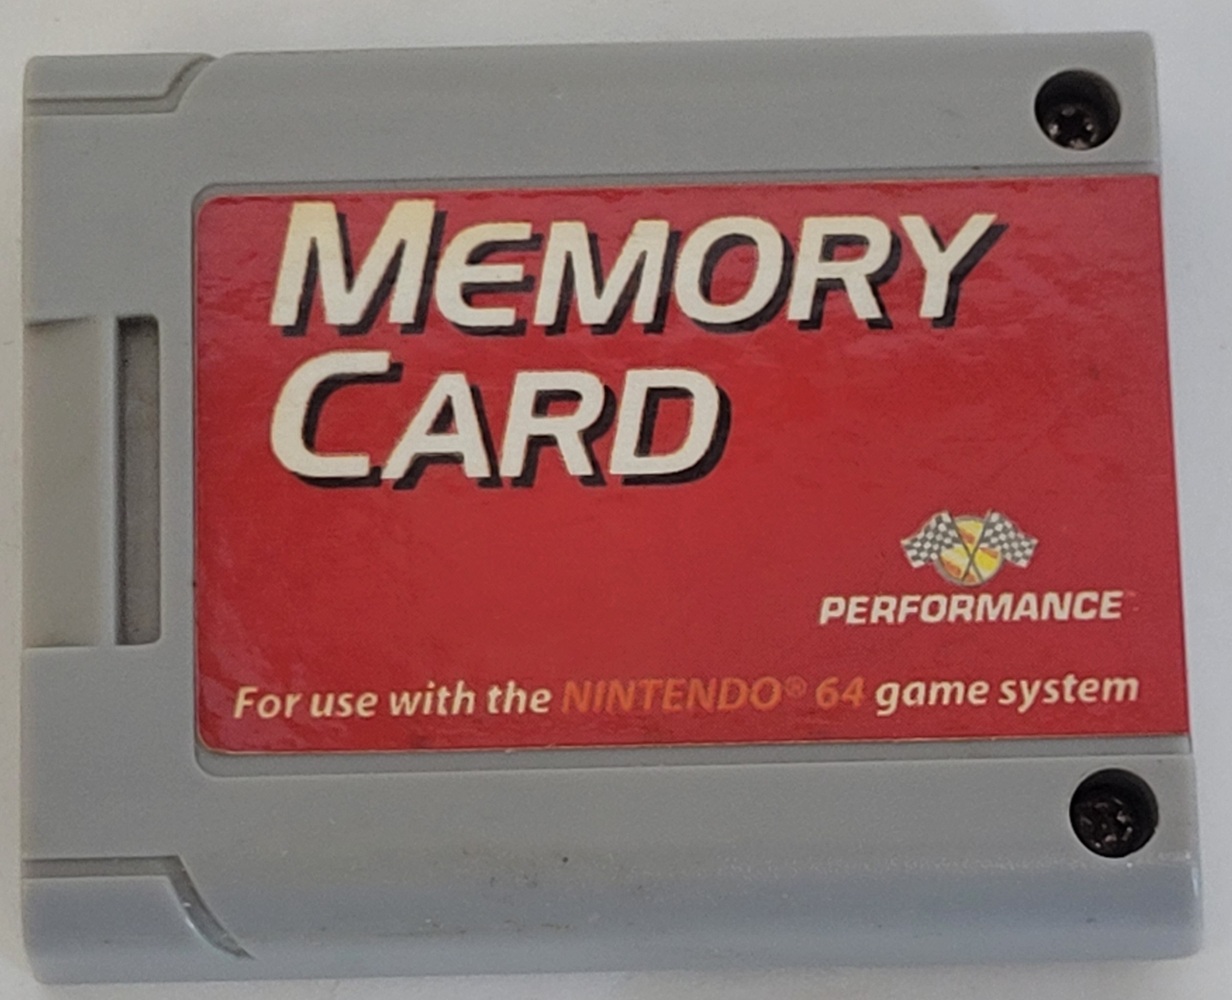 MEMORY
CARD
PERFORMANCE
For use with the NINTENDO® 64 game system